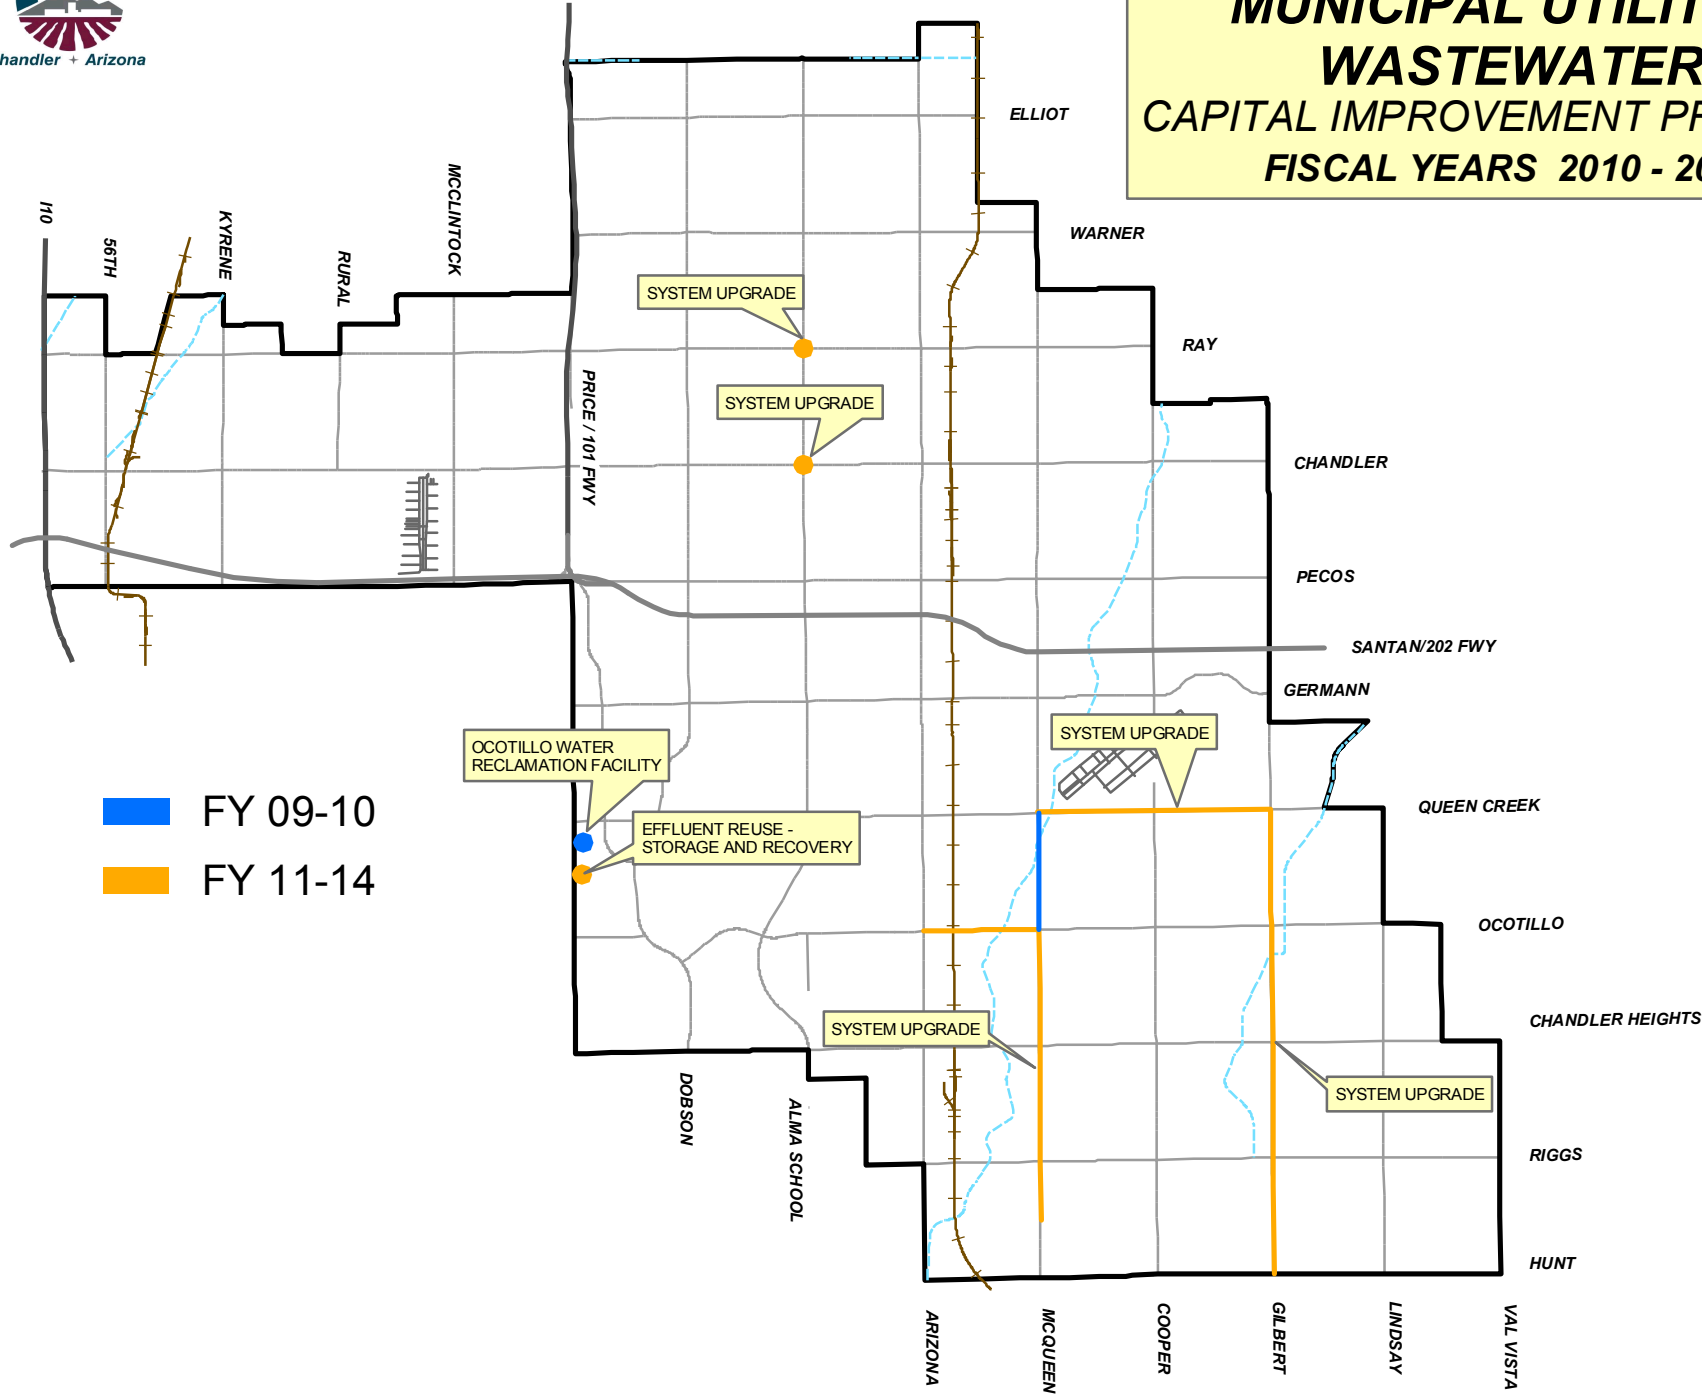 handler + Arizona
MUNICIPAL UTILIT
WASTEWATER
CAPITAL IMPROVEMENT PR
FISCAL YEARS 2010 - 20
ELLIOT
WARNER
RAY
CHANDLER
PECOS
SANTAN/202 FWY
GERMANN
QUEEN CREEK
OCOTILLO
CHANDLER HEIGHTS
RIGGS
HUNT
I10
56TH
KYRENE
RURAL
MCCLINTOCK
PRICE / 101 FWY
SYSTEM UPGRADE
SYSTEM UPGRADE
SYSTEM UPGRADE
OCOTILLO WATER
RECLAMATION FACILITY
EFFLUENT REUSE -
STORAGE AND RECOVERY
FY 09-10
FY 11-14
SYSTEM UPGRADE
SYSTEM UPGRADE
DOBSON
ALMA SCHOOL
ARIZONA
MCQUEEN
COOPER
GILBERT
LINDSAY
VAL VISTA